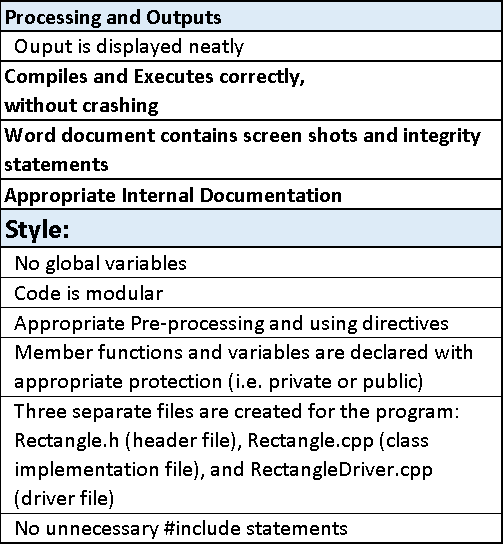 Processing and Outputs
Ouput is displayed neatly
Compiles and Executes correctly,
without crashing
Word document contains screen shots and integrity
statements
Appropriate Internal Documentation
Style:
No global variables
Code is modular
Appropriate Pre-processing and using directives
Member functions and variables are declared with
appropriate protection (i.e. private or public)
Three separate files are created for the program:
Rectangle.h (header file), Rectangle.cpp (class
implementation file), and RectangleDriver.cpp
(driver file)
No unnecessary #include statements